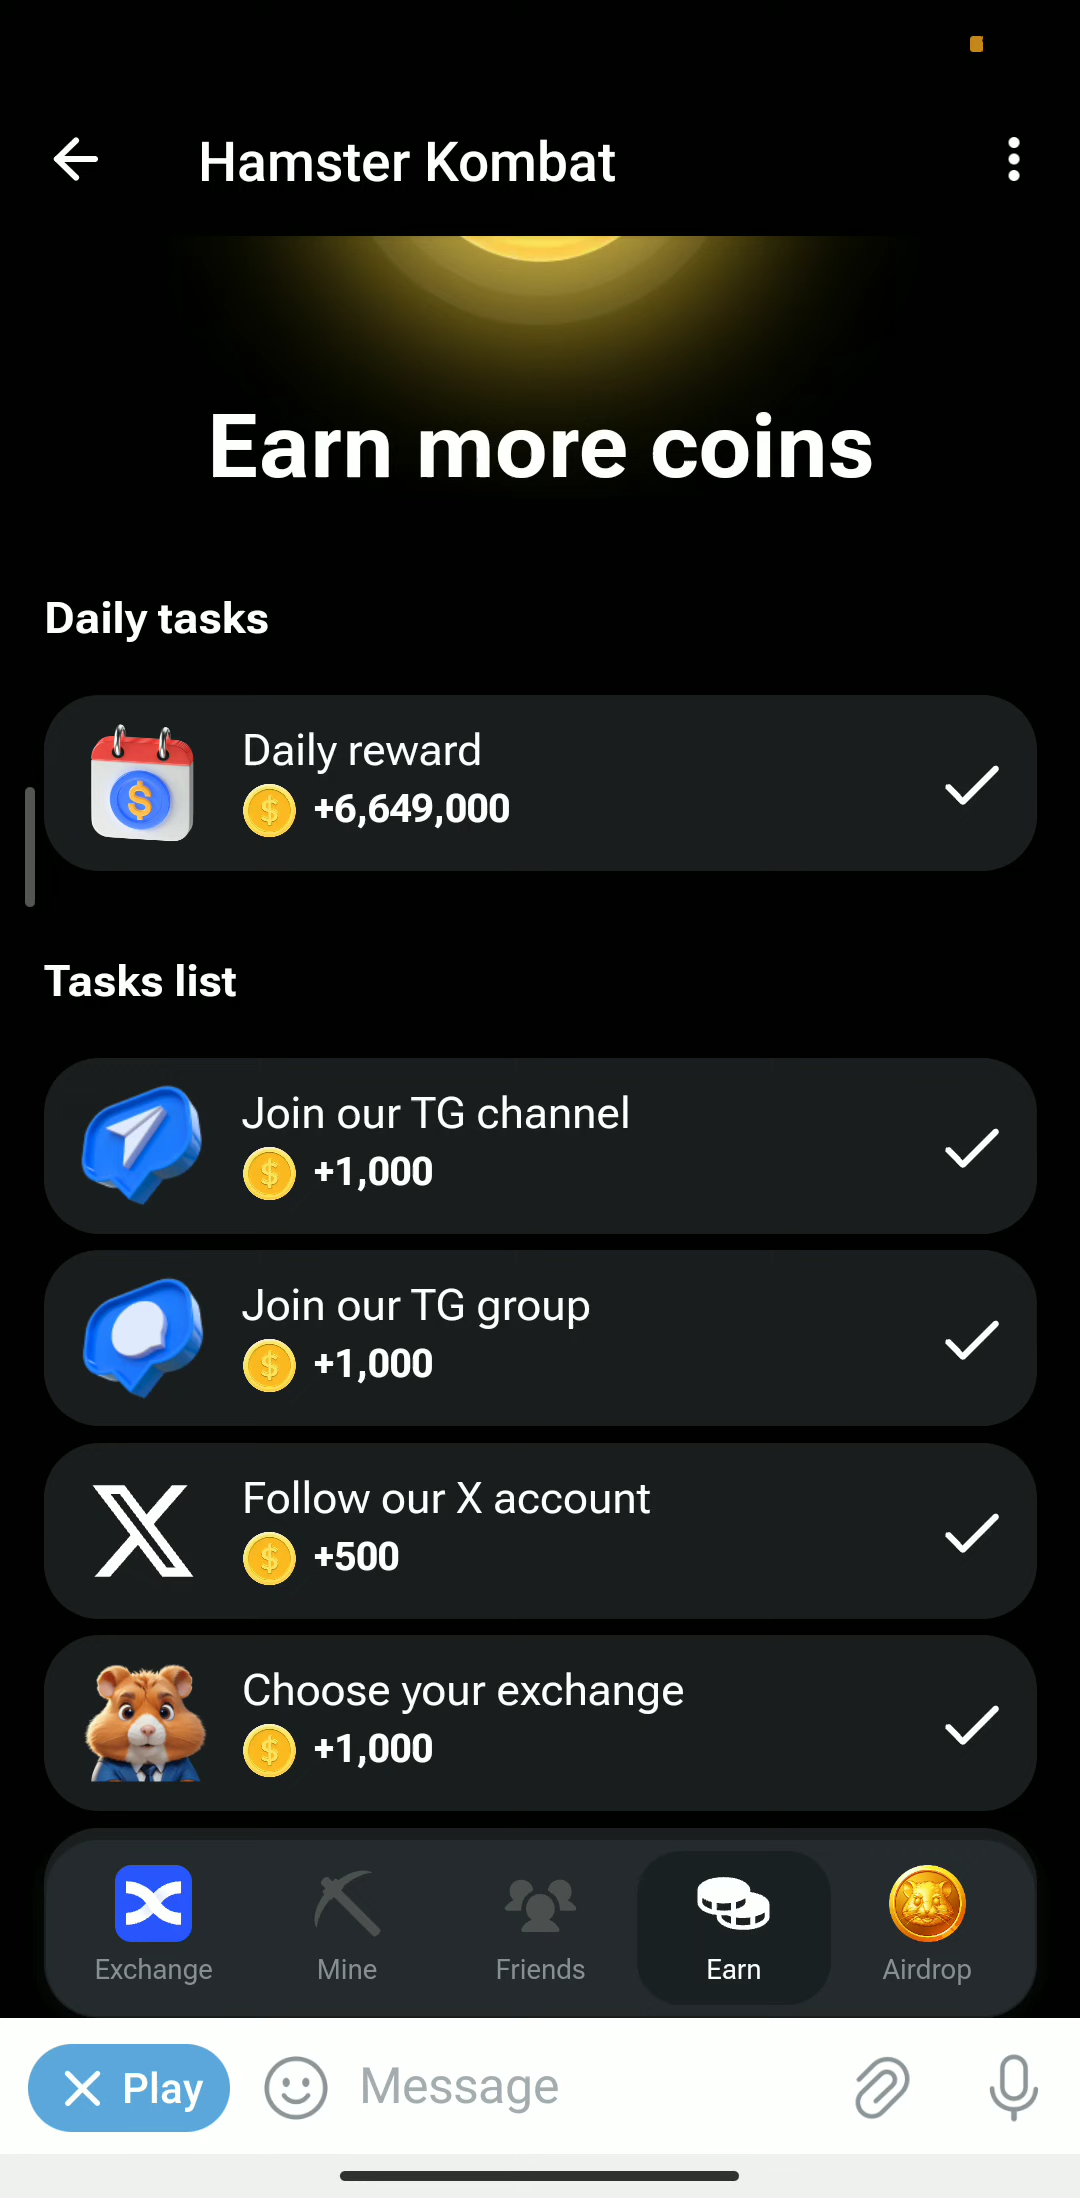 Hamster Kombat
Earn more coins
Daily tasks
Daily reward
+6,649,000
Tasks list
Join our TG channel
+1,000
Join our TG group
+1,000
Follow our X account
+500
Choose your exchange
+1,000
Exchange
Mine
Friends
Earn
Airdrop
Play
Message